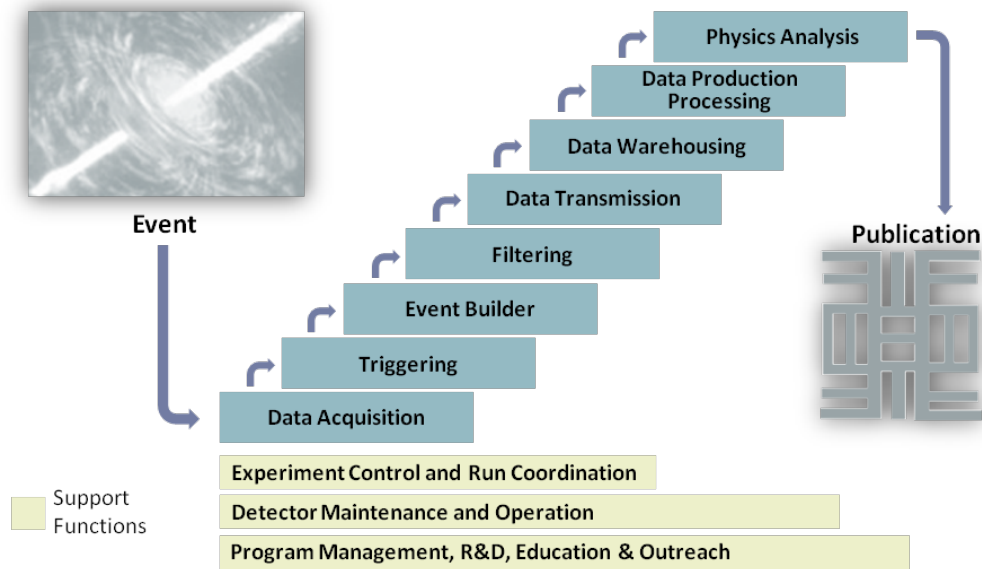 Physics Analysis
Data Production
Processing
Data Warehousing
Data Transmission
Event
Publication
Filtering
Event Builder
Triggering
Data Acquisition
Experiment Control and Run Coordination
Support
Functions
Detector Maintenance and Operation
Program Management, R&D, Education & Outreach